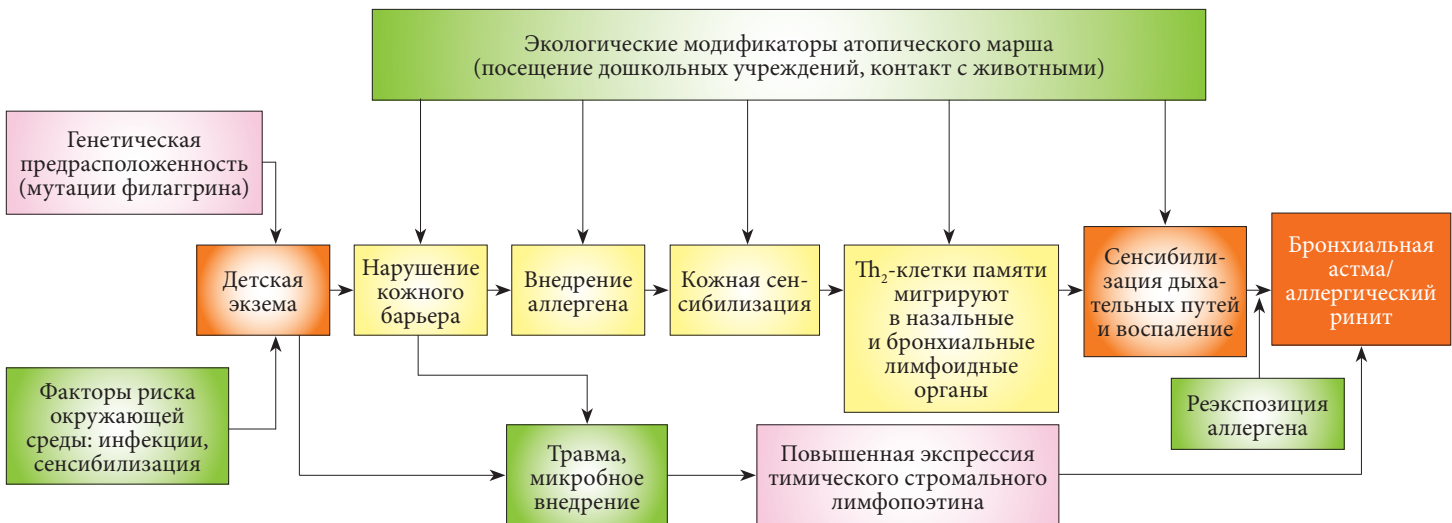 Экологические модификаторы атопического марша
(посещение дошкольных учреждений, контакт с животными)
Генетическая
предрасположенность
(мутации филаггрина)
Детская
экзема
Нарушение
кожного
барьера
Внедрение
аллергена
Кожная сен-
сибилизация
Th₂-клетки памяти
мигрируют
в назальные
и бронхиальные
лимфоидные
органы
Сенсибили-
зация дыха-
тельных путей
и воспаление
Бронхиальная
астма/
аллергический
ринит
Факторы риска
окружающей
среды: инфекции,
сенсибилизация
Травма,
микробное
внедрение
Повышенная экспрессия
тимического стромального
лимфопоэтина
Реэкспозиция
аллергена